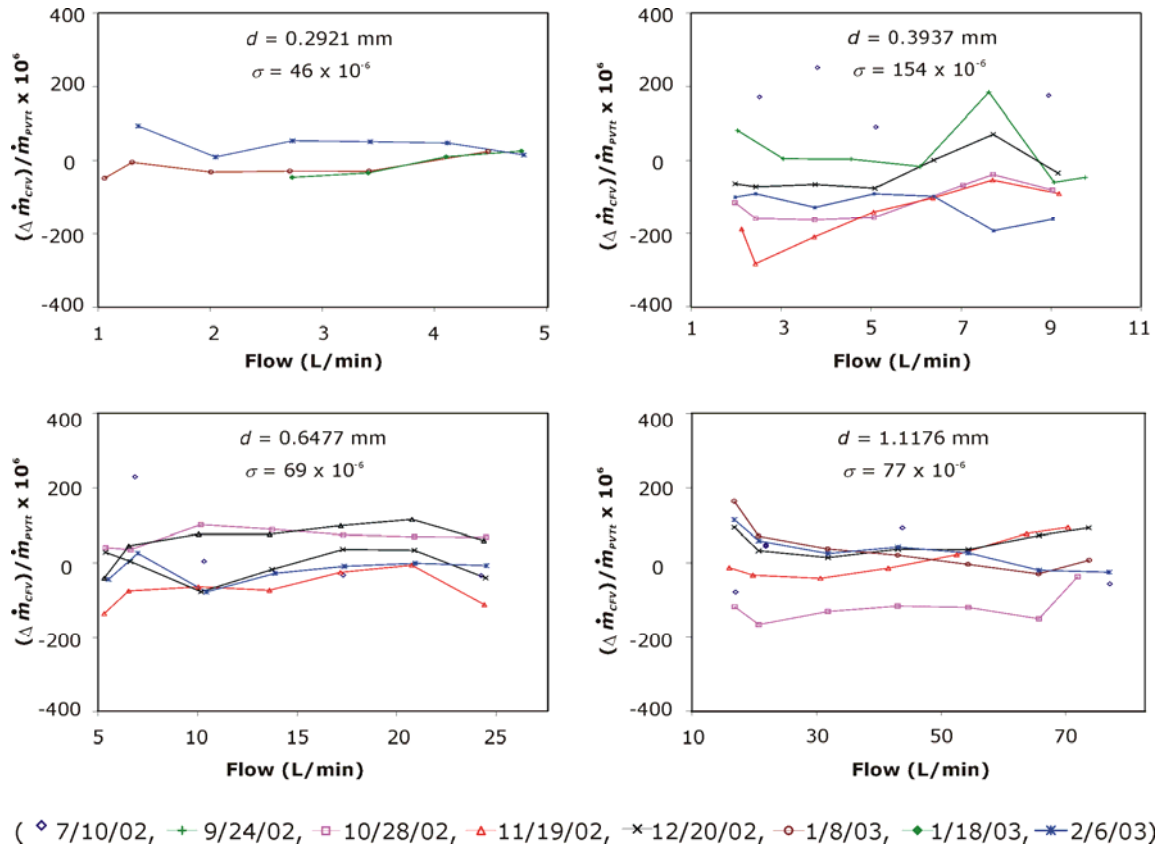 400
200
0
-200
-400
(Δ ṁCFV)/ṁPVTt x 10⁶
d = 0.2921 mm
σ = 46 x 10⁻⁶
1 2 3 4 5
Flow (L/min)
400
200
0
-200
-400
(Δ ṁCFV)/ṁPVTt x 10⁶
d = 0.3937 mm
σ = 154 x 10⁻⁶
1 3 5 7 9 11
Flow (L/min)
400
200
0
-200
-400
(Δ ṁCFV)/ṁPVTt x 10⁶
d = 0.6477 mm
σ = 69 x 10⁻⁶
5 10 15 20 25
Flow (L/min)
400
200
0
-200
-400
(Δ ṁCFV)/ṁPVTt x 10⁶
d = 1.1176 mm
σ = 77 x 10⁻⁶
10 30 50 70
Flow (L/min)
( 7/10/02, 9/24/02, 10/28/02, 11/19/02, 12/20/02, 1/8/03, 1/18/03, 2/6/03)